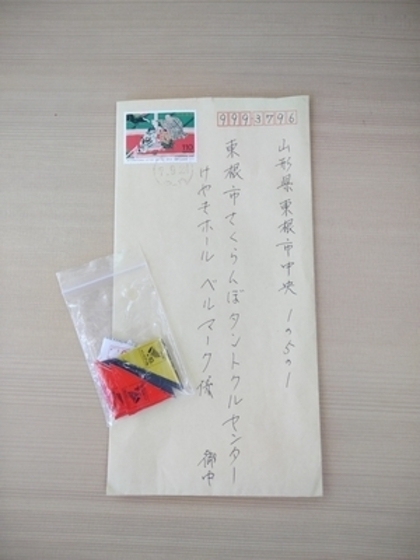 9993796
山形県東根市中央1の5の1
東根市さくらんぼタントクルセンター
けやきホール ベルマーク係
御中
110